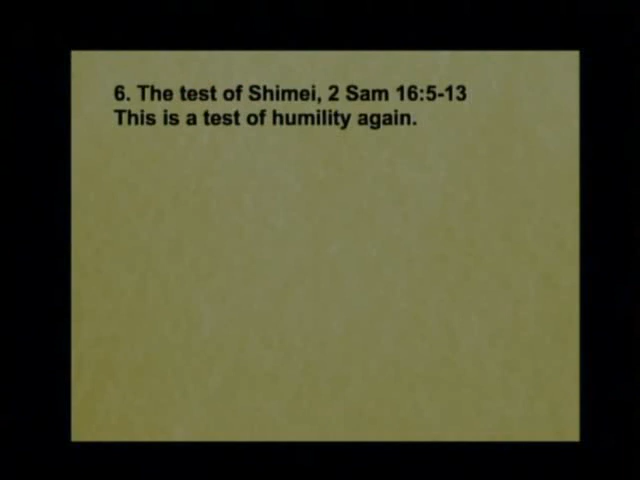 6. The test of Shimei, 2 Sam 16:5-13
This is a test of humility again.